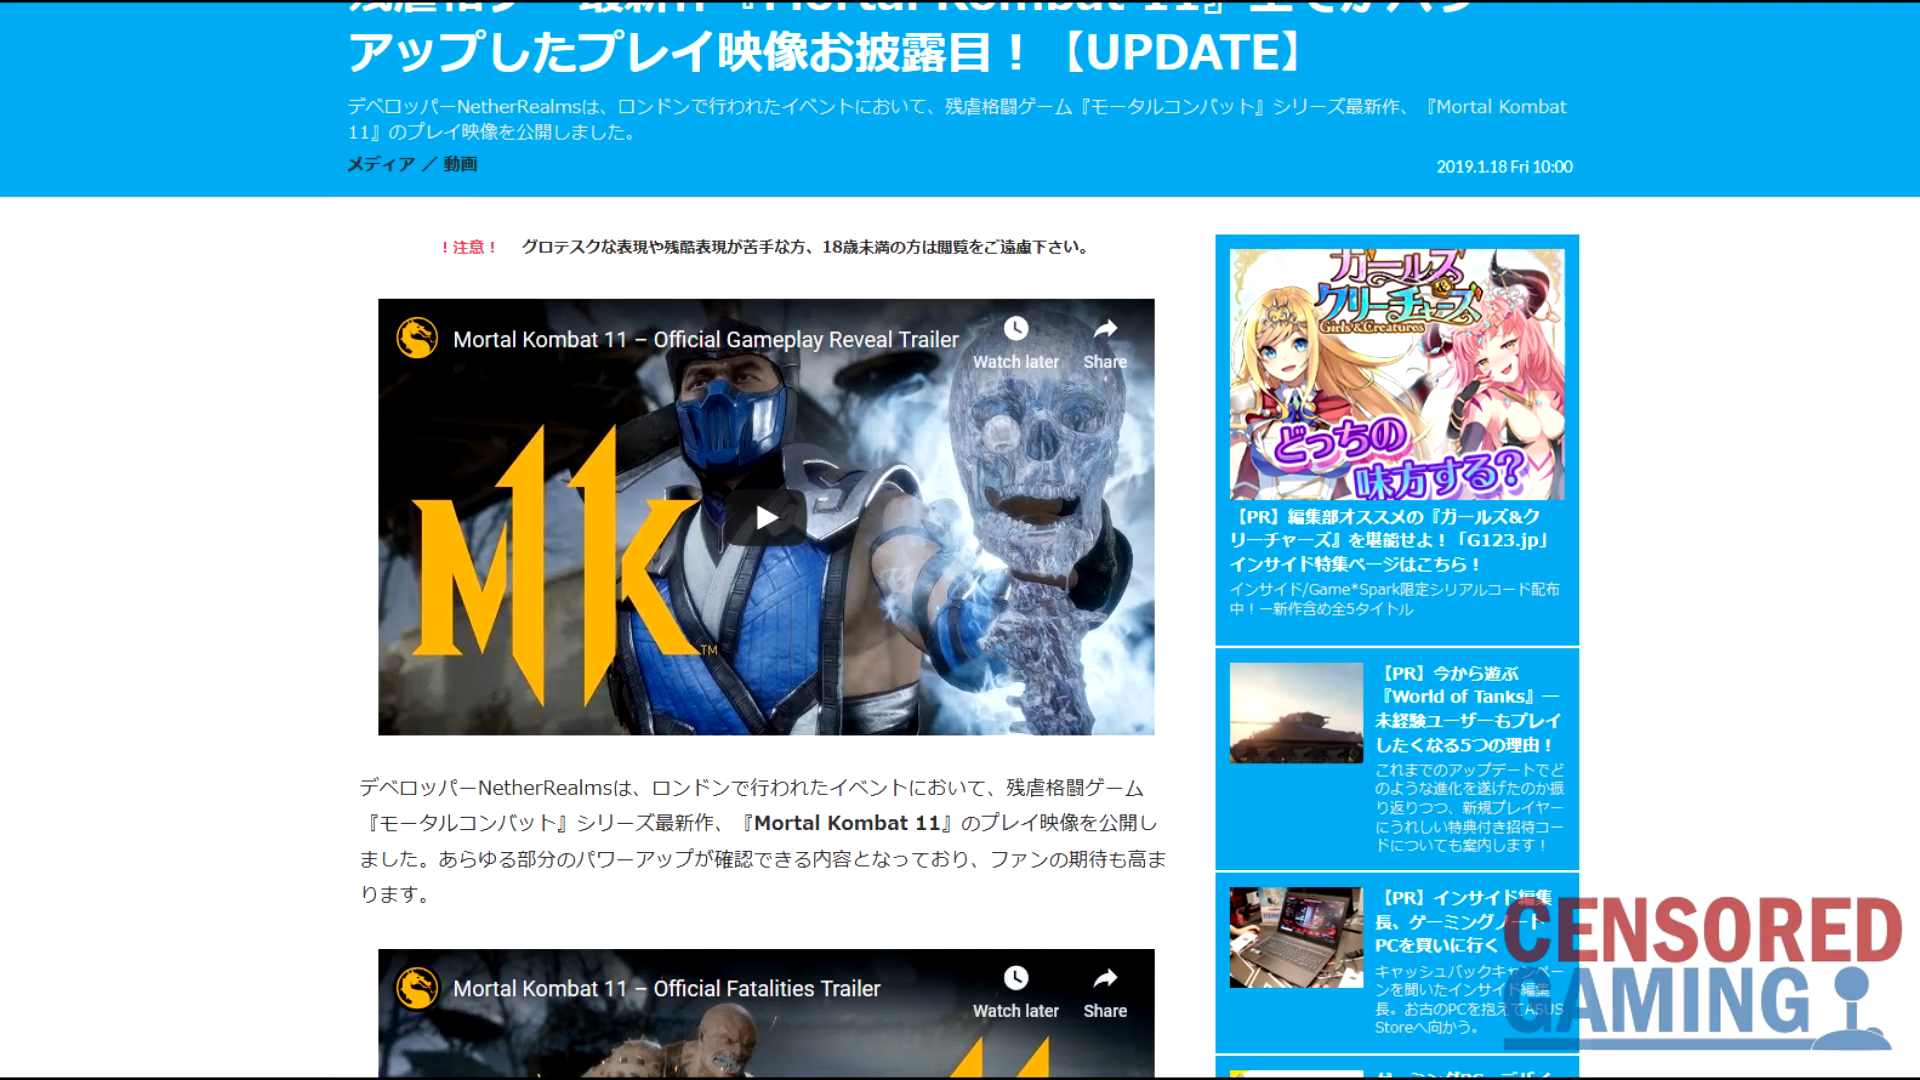 残虐格ゲー最新作『Mortal Kombat 11』全てがパワー
アップしたプレイ映像お披露目！【UPDATE】
デベロッパーNetherRealmsは、ロンドンで行われたイベントにおいて、残虐格闘ゲーム『モータルコンバット』シリーズ最新作、『Mortal Kombat
11』のプレイ映像を公開しました。
メディア ／ 動画
2019.1.18 Fri 10:00
！注意！ グロテスクな表現や残酷表現が苦手な方、18歳未満の方は閲覧をご遠慮下さい。
Mortal Kombat 11 – Official Gameplay Reveal Trailer
Watch later
Share
MK
11
TM
デベロッパーNetherRealmsは、ロンドンで行われたイベントにおいて、残虐格闘ゲーム
『モータルコンバット』シリーズ最新作、『Mortal Kombat 11』のプレイ映像を公開し
ました。あらゆる部分のパワーアップが確認できる内容となっており、ファンの期待も高ま
ります。
Mortal Kombat 11 – Official Fatalities Trailer
Watch later
Share
ガールズ
&
クリーチャーズ
Girls & Creatures
どっちの
味方する?
【PR】編集部オススメの『ガールズ&ク
リーチャーズ』を堪能せよ！「G123.jp」
インサイド特集ページはこちら！
インサイド/Game*Spark限定シリアルコード配布
中！ー新作含め全5タイトル
【PR】今から遊ぶ
『World of Tanks』―
未経験ユーザーもプレイ
したくなる5つの理由！
これまでのアップデートでど
のような進化を遂げたのか振
り返りつつ、新規プレイヤー
にうれしい特典付き招待コー
ドについても案内します！
【PR】インサイド編集
長、ゲーミングノート
PCを買いに行く
キャッシュバックキャンペー
ンを聞いたインサイド編集
長。お古のPCを抱えてASUS
Storeへ向かう。
CENSORED
GAMING